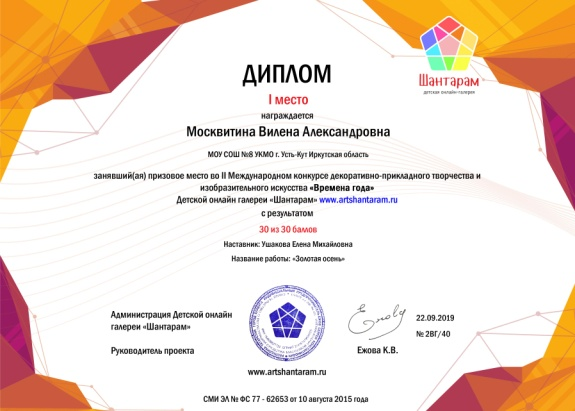 Шантарам
детская онлайн-галерея
ДИПЛОМ
I место
награждается
Москвитина Вилена Александровна
МОУ СОШ №8 УКМО г. Усть-Кут Иркутская область
занявший(ая) призовое место во II Международном конкурсе декоративно-прикладного творчества и
изобразительного искусства «Времена года»
Детской онлайн галереи «Шантарам» www.artshantaram.ru
с результатом
30 из 30 баллов
Наставник: Ушакова Елена Михайловна
Название работы: «Золотая осень»
Администрация Детской онлайн
галереи «Шантарам»
22.09.2019
№ 2ВГ/40
Руководитель проекта
Ежова К.В.
www.artshantaram.ru
СМИ ЭЛ № ФС 77 - 62653 от 10 августа 2015 года